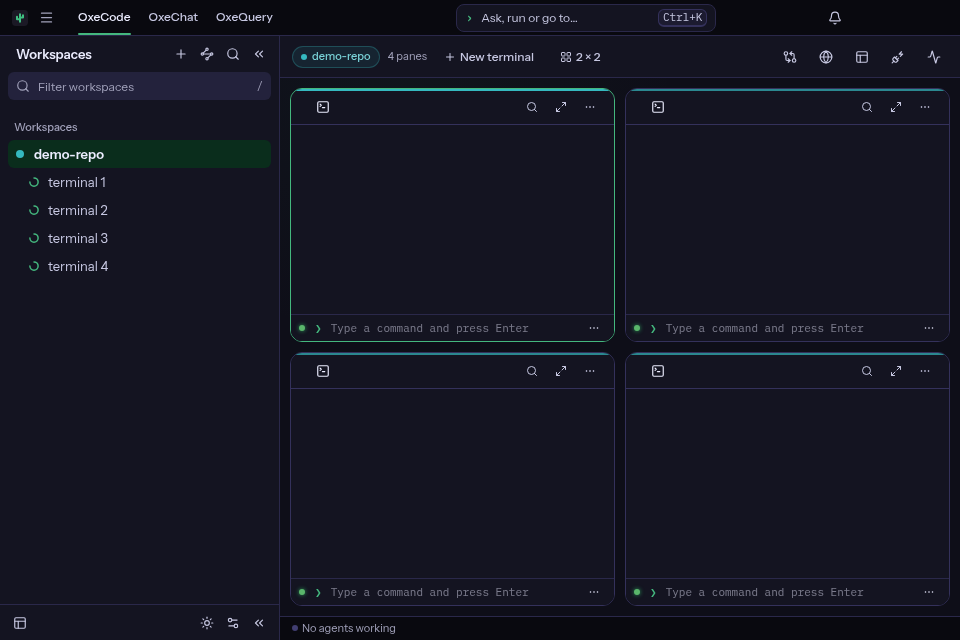 OxeCode OxeChat OxeQuery
Ask, run or go to... Ctrl+K
Workspaces
Filter workspaces /
Workspaces
demo-repo
terminal 1
terminal 2
terminal 3
terminal 4
demo-repo 4 panes New terminal 2 × 2
Type a command and press Enter
Type a command and press Enter
Type a command and press Enter
Type a command and press Enter
No agents working